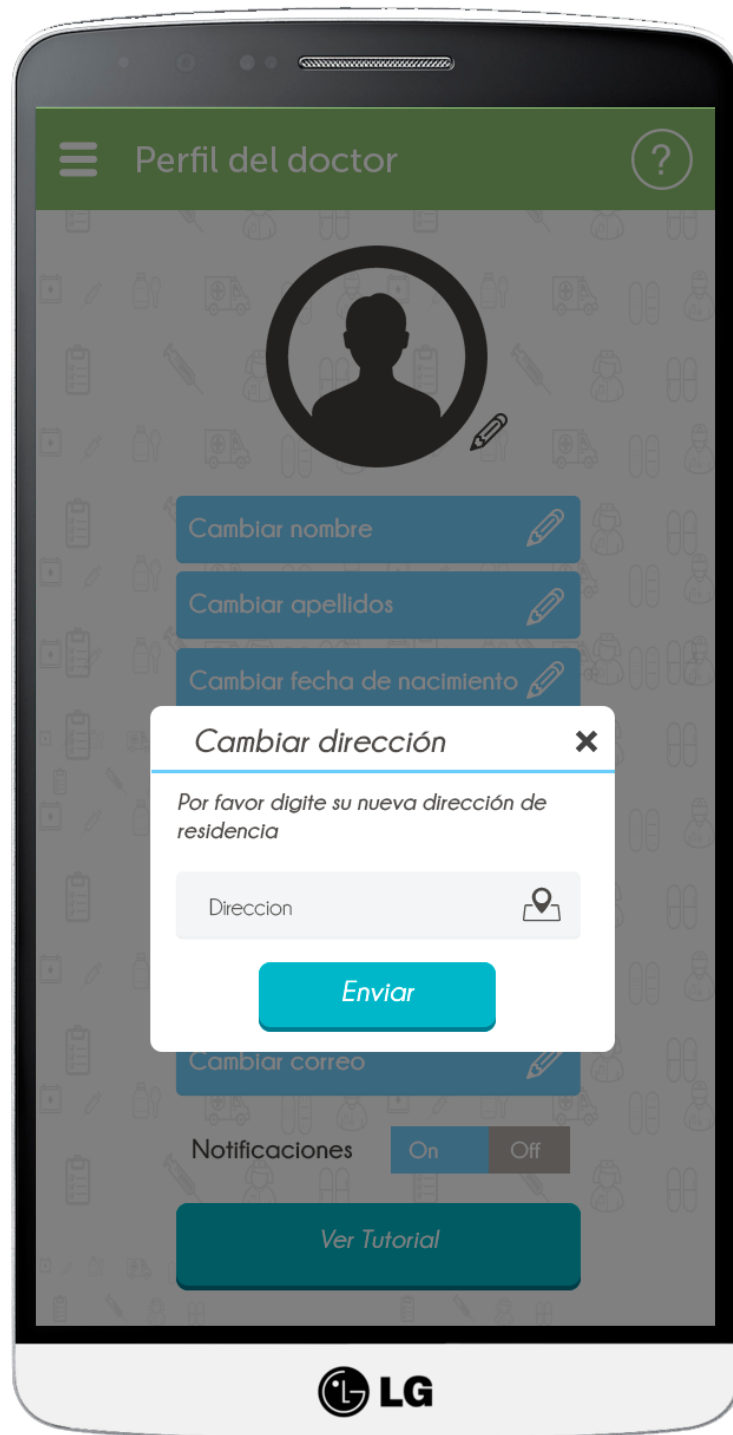 Perfil del doctor
?
Cambiar nombre
Cambiar apellidos
Cambiar fecha de nacimiento
Cambiar dirección
Por favor digite su nueva dirección de
residencia
Direccion
Enviar
Cambiar correo
Notificaciones On Off
Ver Tutorial
LG